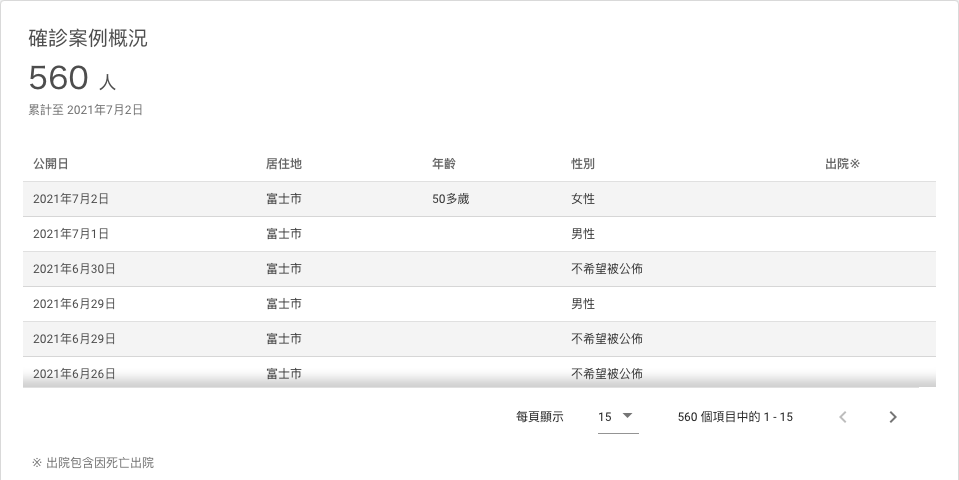 確診案例概況
560 人
累計至 2021年7月2日
公開日 居住地 年齡 性別 出院※
2021年7月2日 富士市 50多歲 女性
2021年7月1日 富士市 男性
2021年6月30日 富士市 不希望被公佈
2021年6月29日 富士市 男性
2021年6月29日 富士市 不希望被公佈
2021年6月26日 富士市 不希望被公佈
每頁顯示 15 560 個項目中的 1 - 15
※ 出院包含因死亡出院